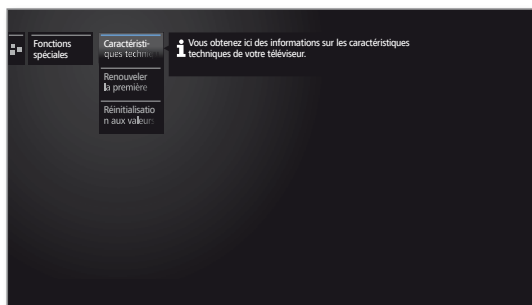 Fonctions
spéciales
Caractéristi-
ques techni
Renouveler
la première
Réinitialisatio
n aux valeurs
i Vous obtenez ici des informations sur les caractéristiques
techniques de votre téléviseur.